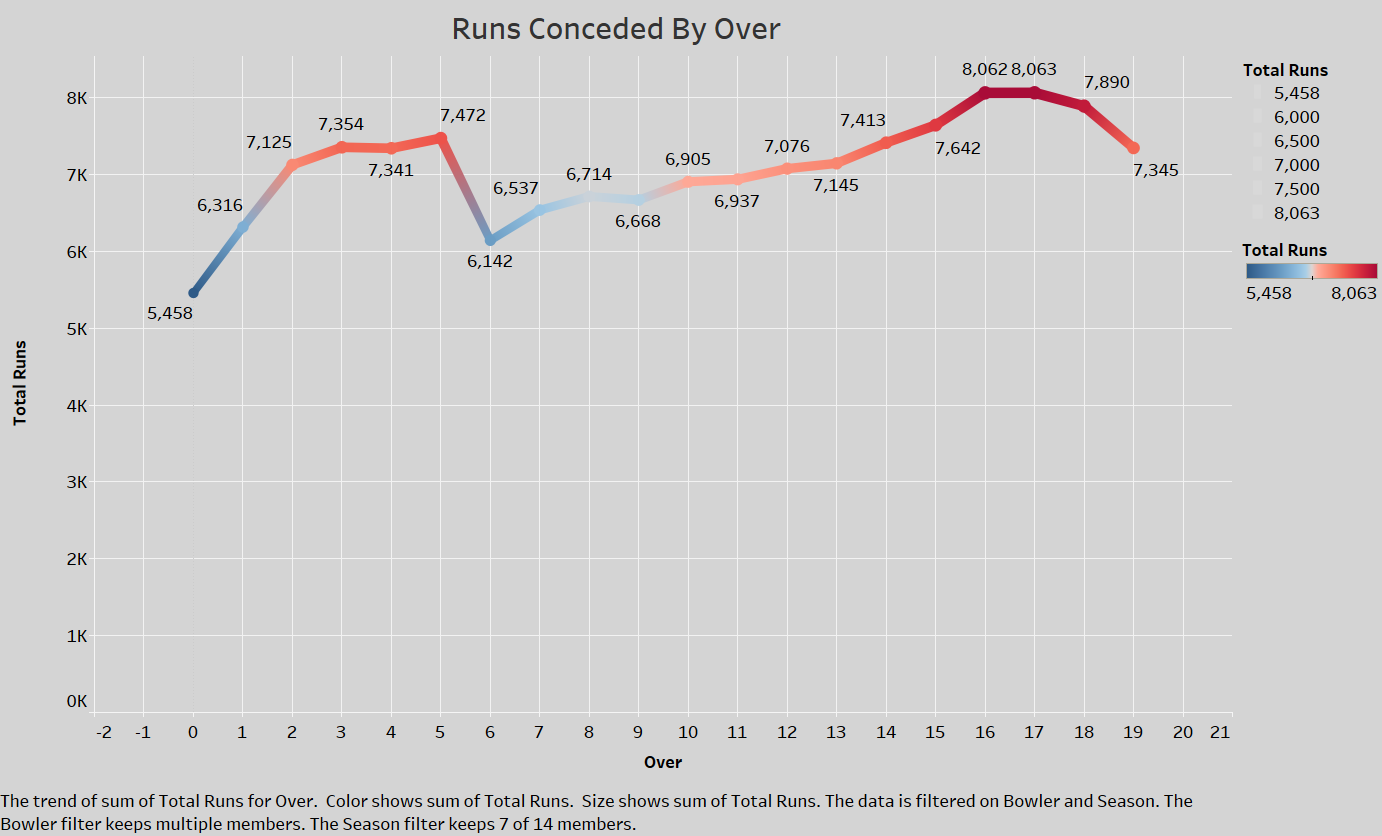 Runs Conceded By Over
Total Runs
8K
7K
6K
5K
4K
3K
2K
1K
0K
5,458
6,316
7,125
7,354
7,341
7,472
6,142
6,537
6,714
6,668
6,905
6,937
7,076
7,145
7,413
7,642
8,062
8,063
7,890
7,345
-2 -1 0 1 2 3 4 5 6 7 8 9 10 11 12 13 14 15 16 17 18 19 20 21
Over
Total Runs
5,458
6,000
6,500
7,000
7,500
8,063
Total Runs
5,458 8,063
The trend of sum of Total Runs for Over.  Color shows sum of Total Runs.  Size shows sum of Total Runs. The data is filtered on Bowler and Season. The
Bowler filter keeps multiple members. The Season filter keeps 7 of 14 members.